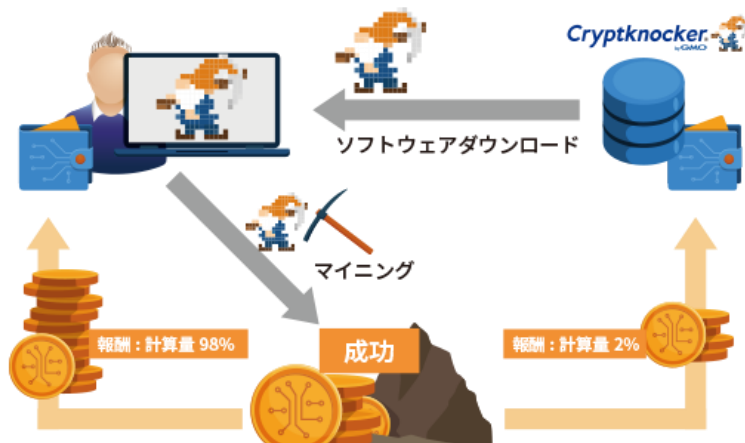 Cryptknocker.
by GMO
ソフトウェアダウンロード
マイニング
成功
報酬 : 計算量 98%
報酬 : 計算量 2%